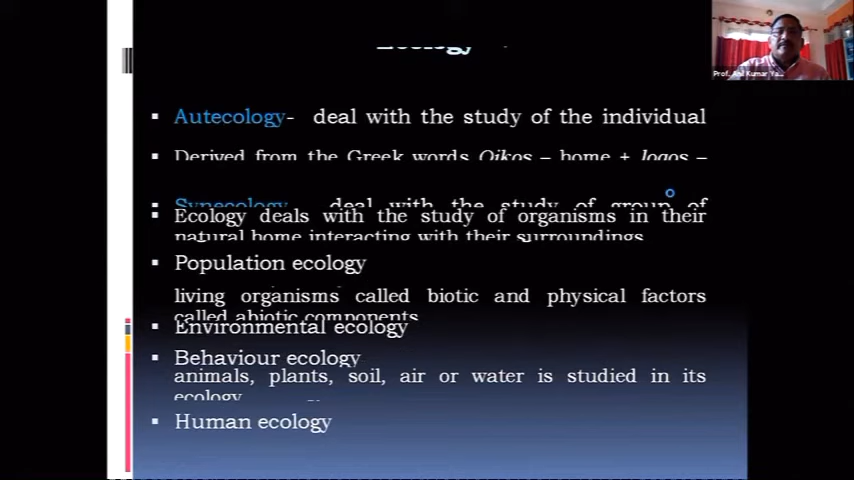 Ecology
Prof. Anil Kumar Ya...
▪ Autecology- deal with the study of the individual
▪ Derived from the Greek words Oikos – home + logos –
▪ Synecology deal with the study of group of
▪ Ecology deals with the study of organisms in their
natural home interacting with their surroundings
▪ Population ecology
living organisms called biotic and physical factors
called abiotic components
▪ Environmental ecology
▪ Behaviour ecology
animals, plants, soil, air or water is studied in its
ecology
▪ Human ecology